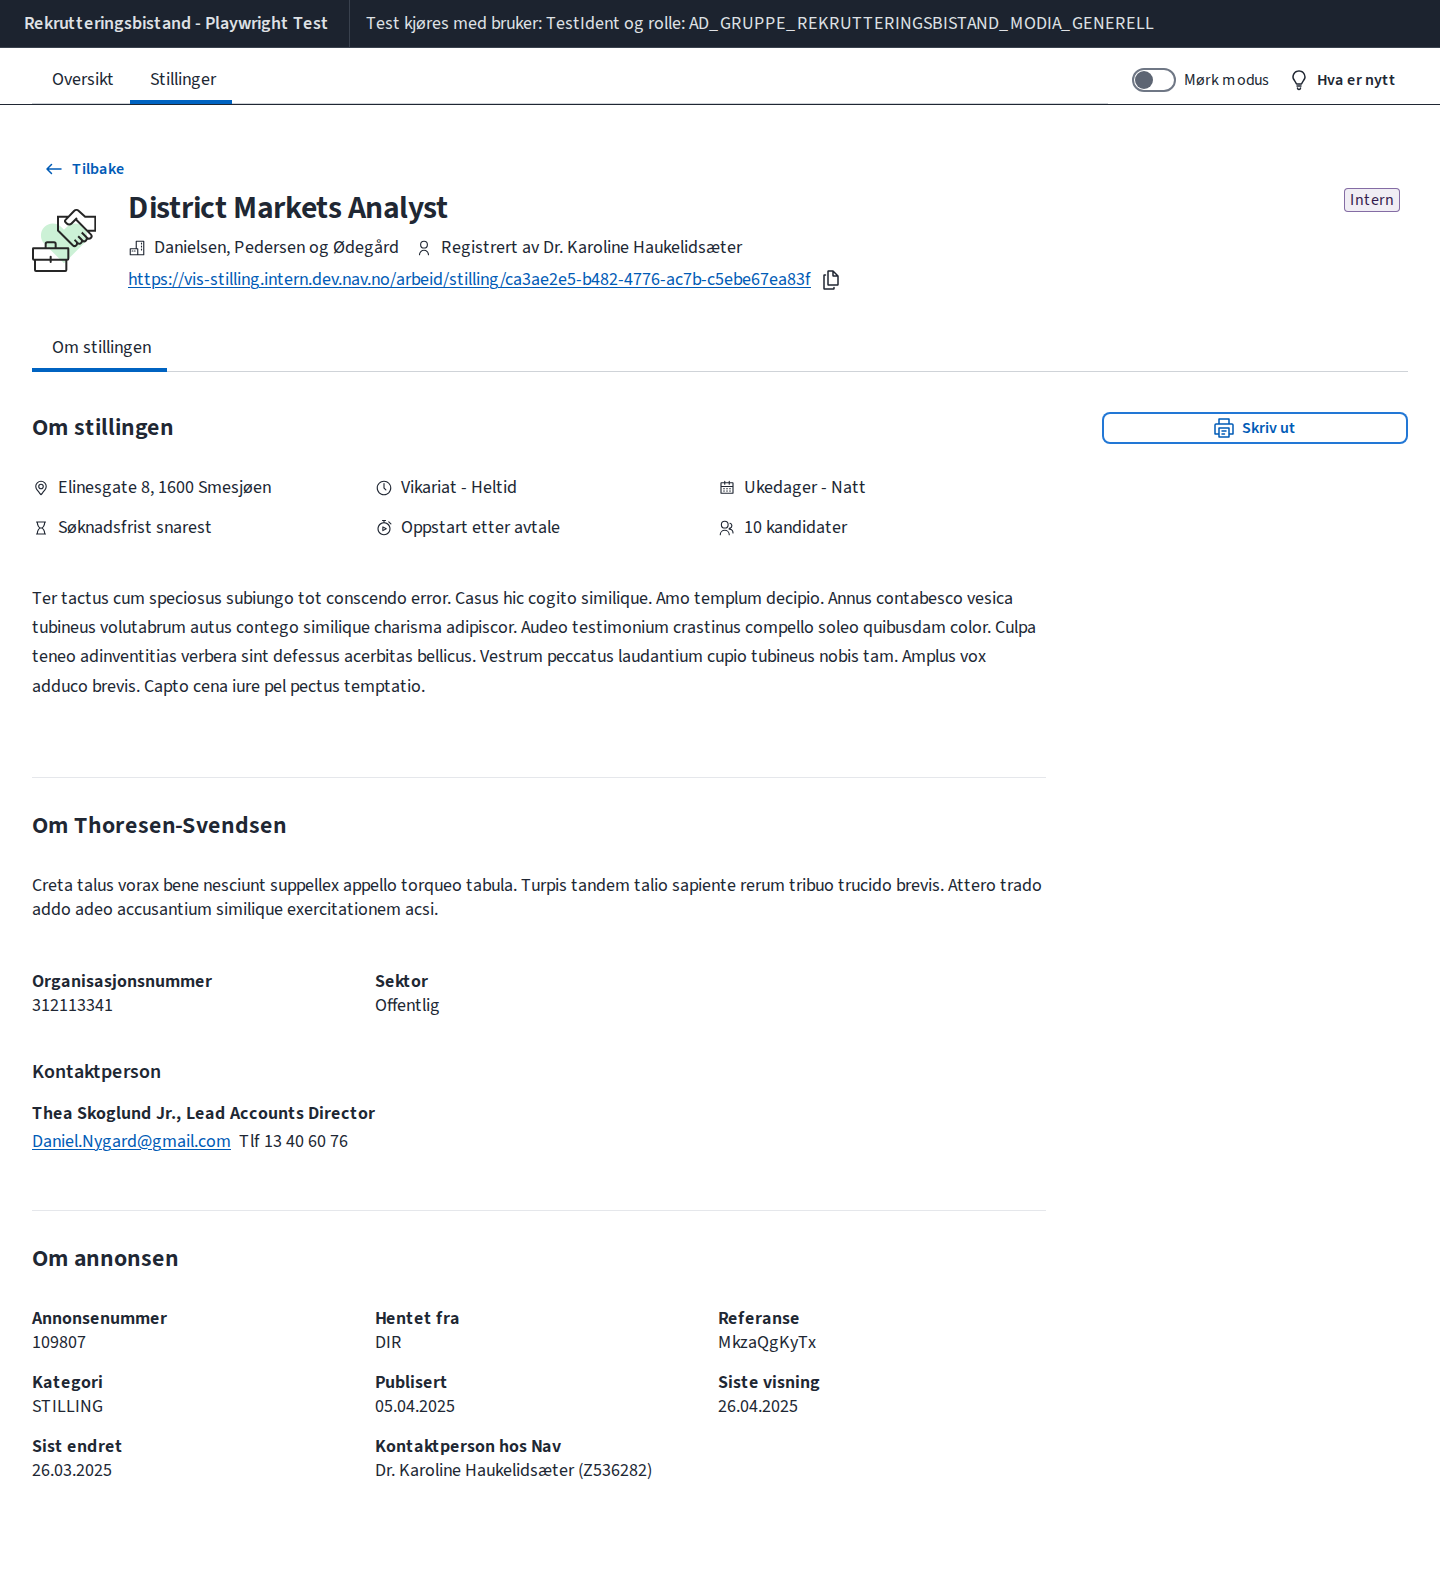 Rekrutteringsbistand - Playwright Test
Test kjøres med bruker: TestIdent og rolle: AD_GRUPPE_REKRUTTERINGSBISTAND_MODIA_GENERELL
Oversikt
Stillinger
Mørk modus
Hva er nytt
Tilbake
District Markets Analyst
Intern
Danielsen, Pedersen og Ødegård
Registrert av Dr. Karoline Haukelidsæter
https://vis-stilling.intern.dev.nav.no/arbeid/stilling/ca3ae2e5-b482-4776-ac7b-c5ebe67ea83f
Om stillingen
Om stillingen
Skriv ut
Elinesgate 8, 1600 Smesjøen
Vikariat - Heltid
Ukedager - Natt
Søknadsfrist snarest
Oppstart etter avtale
10 kandidater
Ter tactus cum speciosus subiungo tot conscendo error. Casus hic cogito similique. Amo templum decipio. Annus contabesco vesica
tubineus volutabrum autus contego similique charisma adipiscor. Audeo testimonium crastinus compello soleo quibusdam color. Culpa
teneo adinventitias verbera sint defessus acerbitas bellicus. Vestrum peccatus laudantium cupio tubineus nobis tam. Amplus vox
adduco brevis. Capto cena iure pel pectus temptatio.
Om Thoresen-Svendsen
Creta talus vorax bene nesciunt suppellex appello torqueo tabula. Turpis tandem talio sapiente rerum tribuo trucido brevis. Attero trado
addo adeo accusantium similique exercitationem acsi.
Organisasjonsnummer
312113341
Sektor
Offentlig
Kontaktperson
Thea Skoglund Jr., Lead Accounts Director
Daniel.Nygard@gmail.com Tlf 13 40 60 76
Om annonsen
Annonsenummer
109807
Hentet fra
DIR
Referanse
MkzaQgKyTx
Kategori
STILLING
Publisert
05.04.2025
Siste visning
26.04.2025
Sist endret
26.03.2025
Kontaktperson hos Nav
Dr. Karoline Haukelidsæter (Z536282)